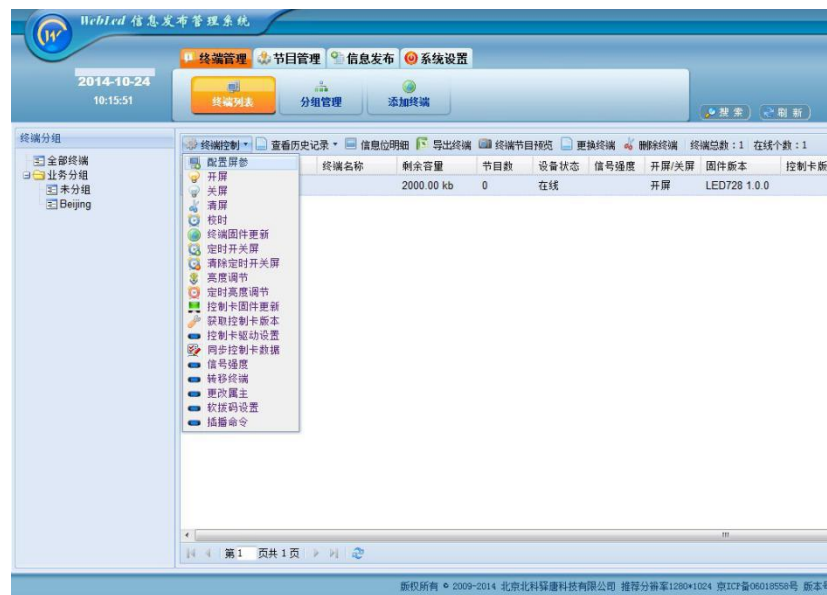 WebLed 信息发布管理系统
终端管理 节目管理 信息发布 系统设置
2014-10-24
10:15:51
终端列表 分组管理 添加终端
搜索 刷新
终端分组
全部终端
业务分组
未分组
Beijing
终端控制 查看历史记录 信息位明细 导出终端 终端节目预览 更换终端 删除终端 终端总数：1 在线个数：1
终端名称 剩余容量 节目数 设备状态 信号强度 开屏/关屏 固件版本 控制卡版
2000.00 kb 0 在线 开屏 LED728 1.0.0
配置屏参
开屏
关屏
清屏
校时
终端固件更新
定时开关屏
清除定时开关屏
亮度调节
定时亮度调节
控制卡固件更新
获取控制卡版本
控制卡驱动设置
同步控制卡数据
信号强度
转移终端
更改属主
软拨码设置
插播命令
第 1 页共 1 页
版权所有 © 2009-2014 北京北科驿唐科技有限公司 推荐分辨率1280*1024 京ICP备06018558号 版本号